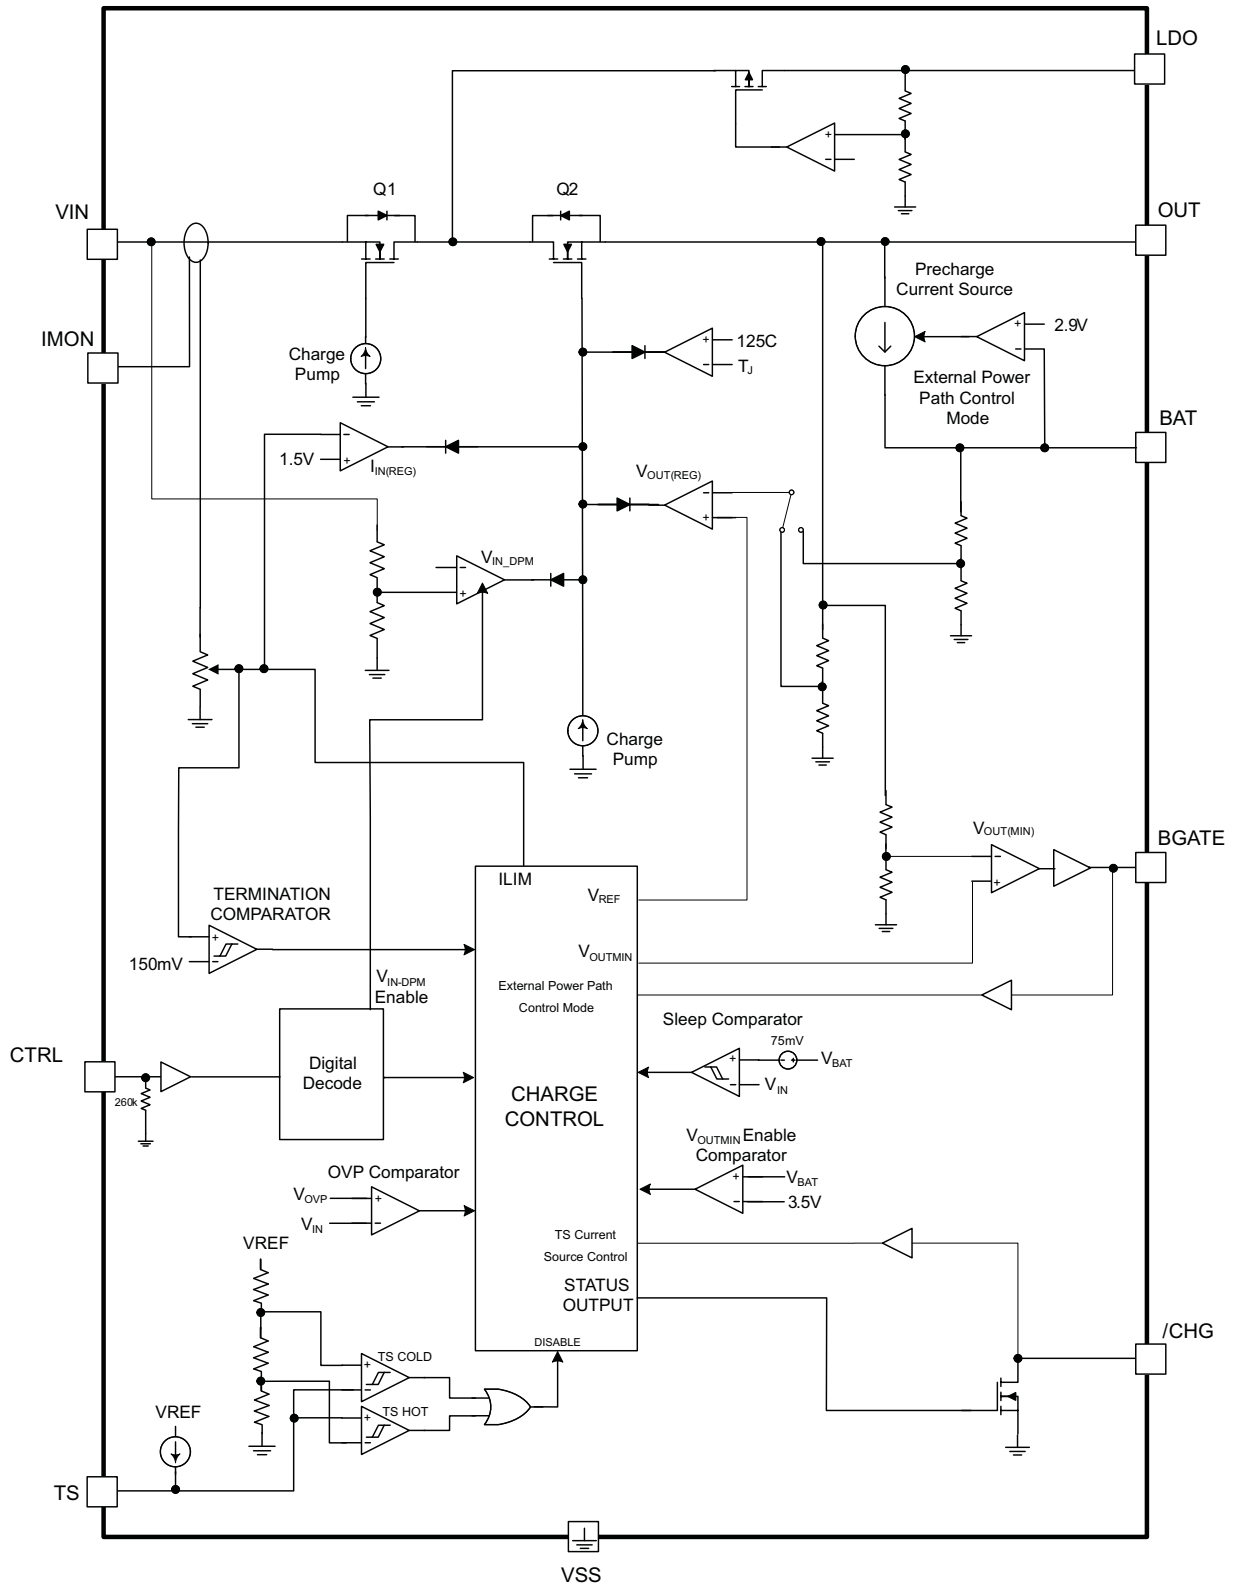 LDO
Q1
Q2
VIN
OUT
Precharge
Current Source
+
−
2.9V
+
−
IMON
Charge
Pump
+
−
125C
TJ
External Power
Path Control
Mode
BAT
−
+
1.5V
IIN(REG)
VOUT(REG)
−
+
VIN_DPM
−
+
Charge
Pump
VOUT(MIN)
−
+
BGATE
ILIM
VREF
TERMINATION
COMPARATOR
+
−
150mV
VOUTMIN
VIN-DPM
Enable
External Power Path
Control Mode
Sleep Comparator
75mV
+
−
VBAT
VIN
CTRL
260k
Digital
Decode
CHARGE
CONTROL
VOUTMIN Enable
Comparator
+
−
VBAT
3.5V
OVP Comparator
VOVP
+
VIN
−
TS Current
Source Control
VREF
STATUS
OUTPUT
DISABLE
/CHG
+
−
TS COLD
+
−
TS HOT
VREF
TS
VSS